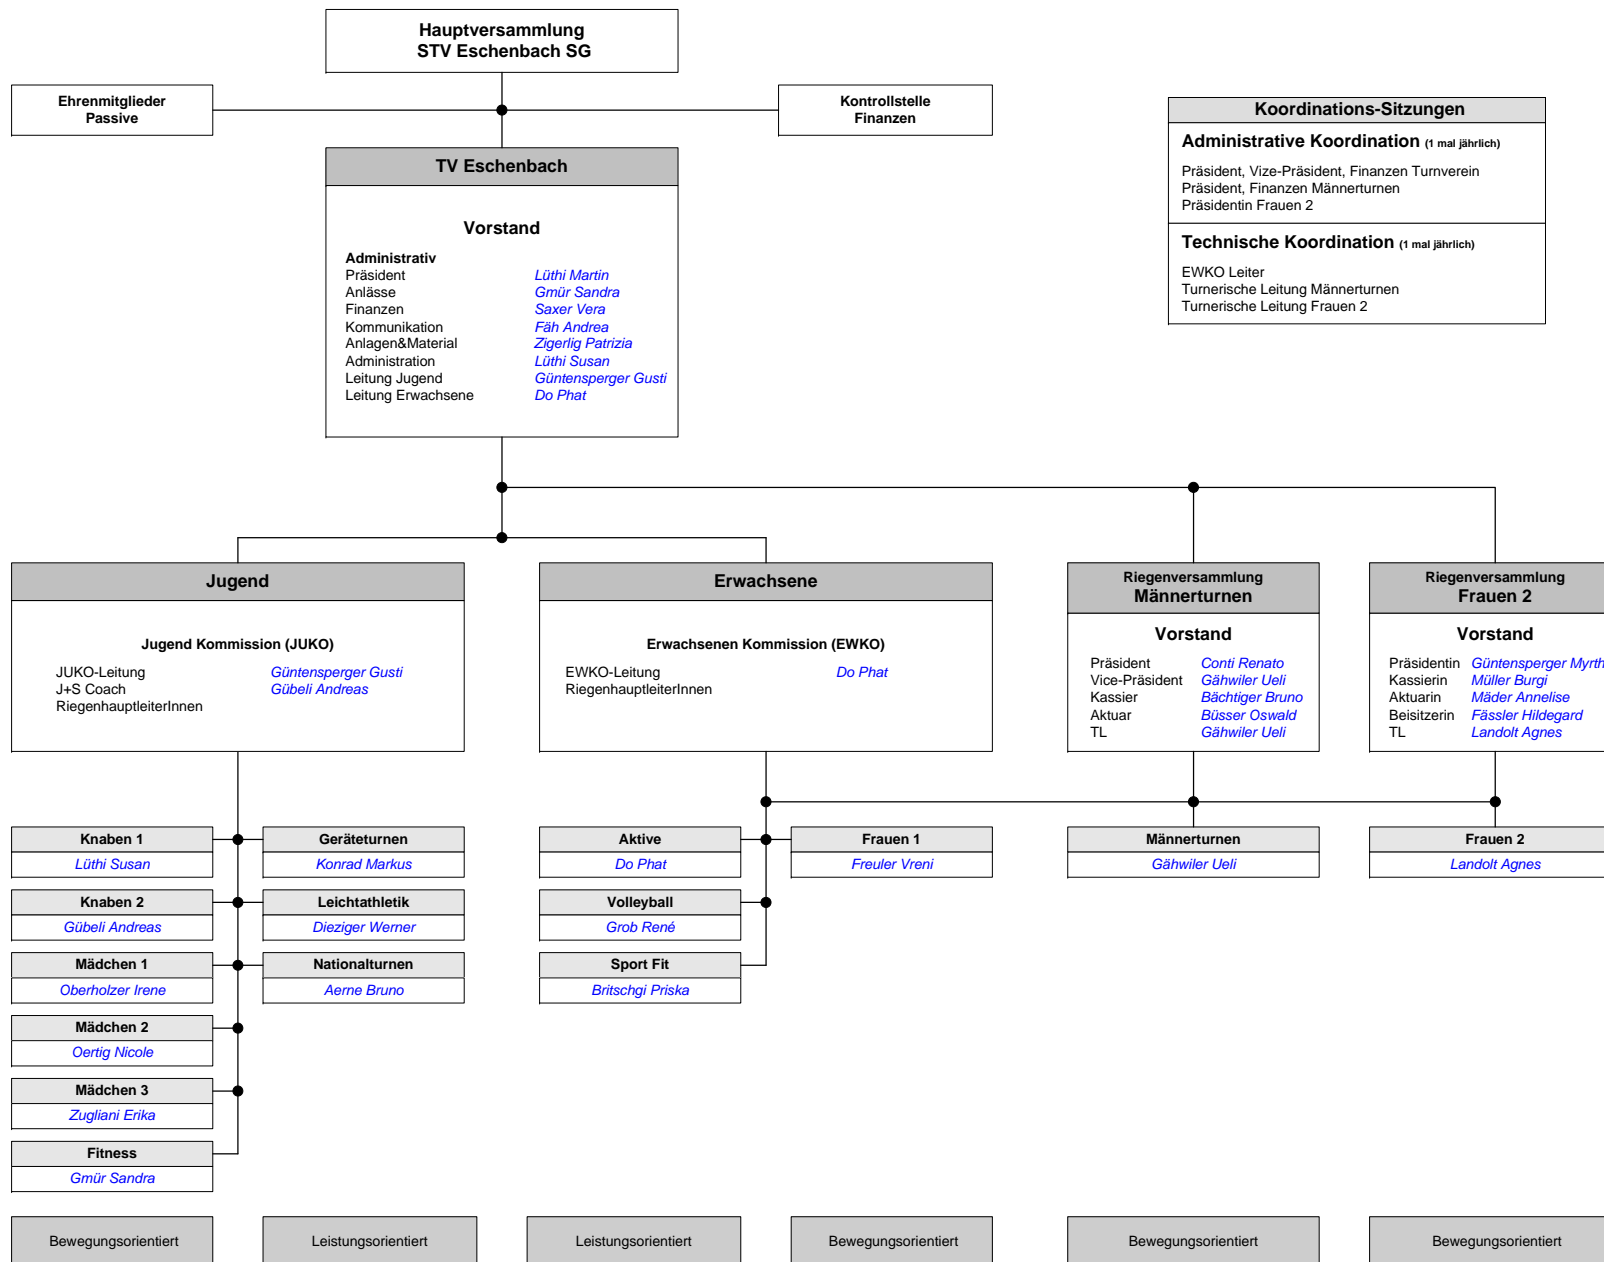 Hauptversammlung
STV Eschenbach SG
Ehrenmitglieder
Passive
Kontrollstelle
Finanzen
Koordinations-Sitzungen
Administrative Koordination (1 mal jährlich)
Präsident, Vize-Präsident, Finanzen Turnverein
Präsident, Finanzen Männerturnen
Präsidentin Frauen 2
Technische Koordination (1 mal jährlich)
EWKO Leiter
Turnerische Leitung Männerturnen
Turnerische Leitung Frauen 2
TV Eschenbach
Vorstand
Administrativ
Präsident Lüthi Martin
Anlässe Gmür Sandra
Finanzen Saxer Vera
Kommunikation Fäh Andrea
Anlagen&Material Zigerlig Patrizia
Administration Lüthi Susan
Leitung Jugend Güntensperger Gusti
Leitung Erwachsene Do Phat
Jugend
Jugend Kommission (JUKO)
JUKO-Leitung Güntensperger Gusti
J+S Coach Gübeli Andreas
RiegenhauptleiterInnen
Erwachsene
Erwachsenen Kommission (EWKO)
EWKO-Leitung Do Phat
RiegenhauptleiterInnen
Riegenversammlung
Männerturnen
Vorstand
Präsident Conti Renato
Vice-Präsident Gähwiler Ueli
Kassier Bächtiger Bruno
Aktuar Büsser Oswald
TL Gähwiler Ueli
Riegenversammlung
Frauen 2
Vorstand
Präsidentin Güntensperger Myrth
Kassierin Müller Burgi
Aktuarin Mäder Annelise
Beisitzerin Fässler Hildegard
TL Landolt Agnes
Knaben 1
Lüthi Susan
Knaben 2
Gübeli Andreas
Mädchen 1
Oberholzer Irene
Mädchen 2
Oertig Nicole
Mädchen 3
Zugliani Erika
Fitness
Gmür Sandra
Geräteturnen
Konrad Markus
Leichtathletik
Dieziger Werner
Nationalturnen
Aerne Bruno
Aktive
Do Phat
Volleyball
Grob René
Sport Fit
Britschgi Priska
Frauen 1
Freuler Vreni
Männerturnen
Gähwiler Ueli
Frauen 2
Landolt Agnes
Bewegungsorientiert
Leistungsorientiert
Leistungsorientiert
Bewegungsorientiert
Bewegungsorientiert
Bewegungsorientiert